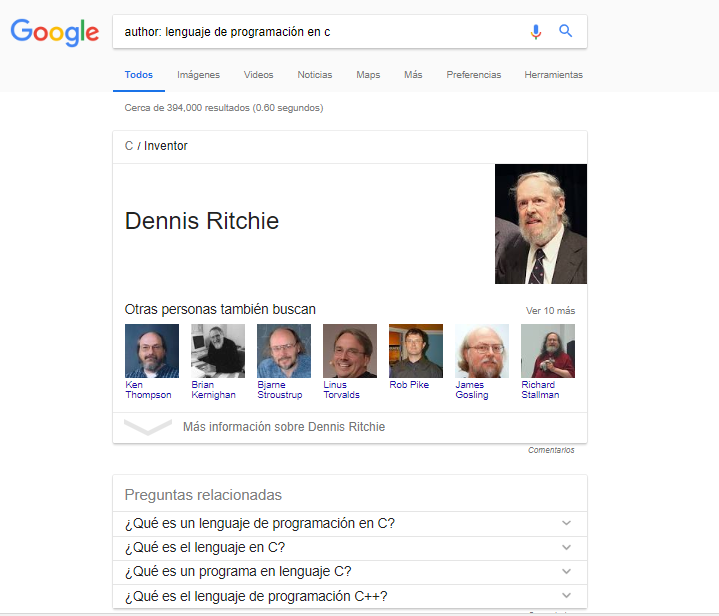 Google
author: lenguaje de programación en c
Todos Imágenes Videos Noticias Maps Más Preferencias Herramientas
Cerca de 394,000 resultados (0.60 segundos)
C / Inventor
Dennis Ritchie
Otras personas también buscan Ver 10 más
Ken Thompson
Brian Kernighan
Bjarne Stroustrup
Linus Torvalds
Rob Pike
James Gosling
Richard Stallman
Más información sobre Dennis Ritchie
Comentarios
Preguntas relacionadas
¿Qué es un lenguaje de programación en C?
¿Qué es el lenguaje en C?
¿Qué es un programa en lenguaje C?
¿Qué es el lenguaje de programación C++?